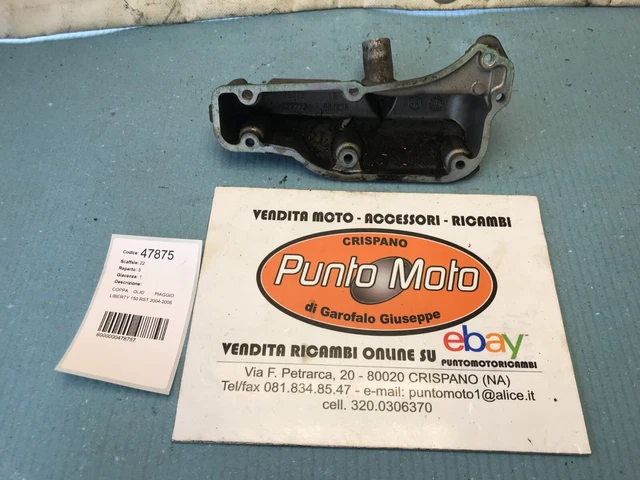 Codice: 47875
Scaffale: 22
Reparto: 5
Giacenza: 1
Descrizione:
COPPA OLIO PIAGGIO
LIBERTY 150 RST 2004-2005
VENDITA MOTO - ACCESSORI - RICAMBI
CRISPANO
Punto Moto
di Garofalo Giuseppe
VENDITA RICAMBI ONLINE SU ebay
PUNTOMOTORICAMBI
Via F. Petrarca, 20 - 80020 CRISPANO (NA)
Tel/fax 081.834.85.47 - e-mail: puntomoto1@alice.it
cell. 320.0306370